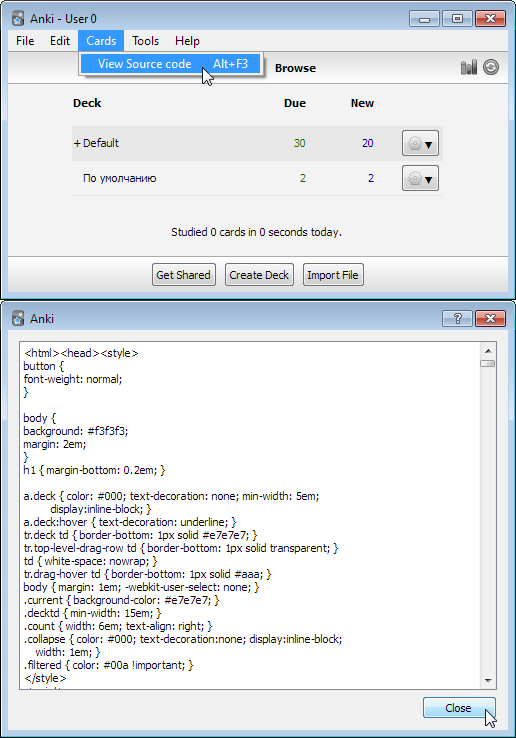 Anki - User 0
File Edit Cards Tools Help
View Source code Alt+F3
Browse
Deck Due New
+ Default 30 20
По умолчанию 2 2
Studied 0 cards in 0 seconds today.
Get Shared Create Deck Import File
Anki
<html><head><style>
button {
font-weight: normal;
}
body {
background: #f3f3f3;
margin: 2em;
}
h1 { margin-bottom: 0.2em; }
a.deck { color: #000; text-decoration: none; min-width: 5em;
display:inline-block; }
a.deck:hover { text-decoration: underline; }
tr.deck td { border-bottom: 1px solid #e7e7e7; }
tr.top-level-drag-row td { border-bottom: 1px solid transparent; }
td { white-space: nowrap; }
tr.drag-hover td { border-bottom: 1px solid #aaa; }
body { margin: 1em; -webkit-user-select: none; }
.current { background-color: #e7e7e7; }
.decktd { min-width: 15em; }
.count { width: 6em; text-align: right; }
.collapse { color: #000; text-decoration:none; display:inline-block;
width: 1em; }
.filtered { color: #00a !important; }
</style>
Close